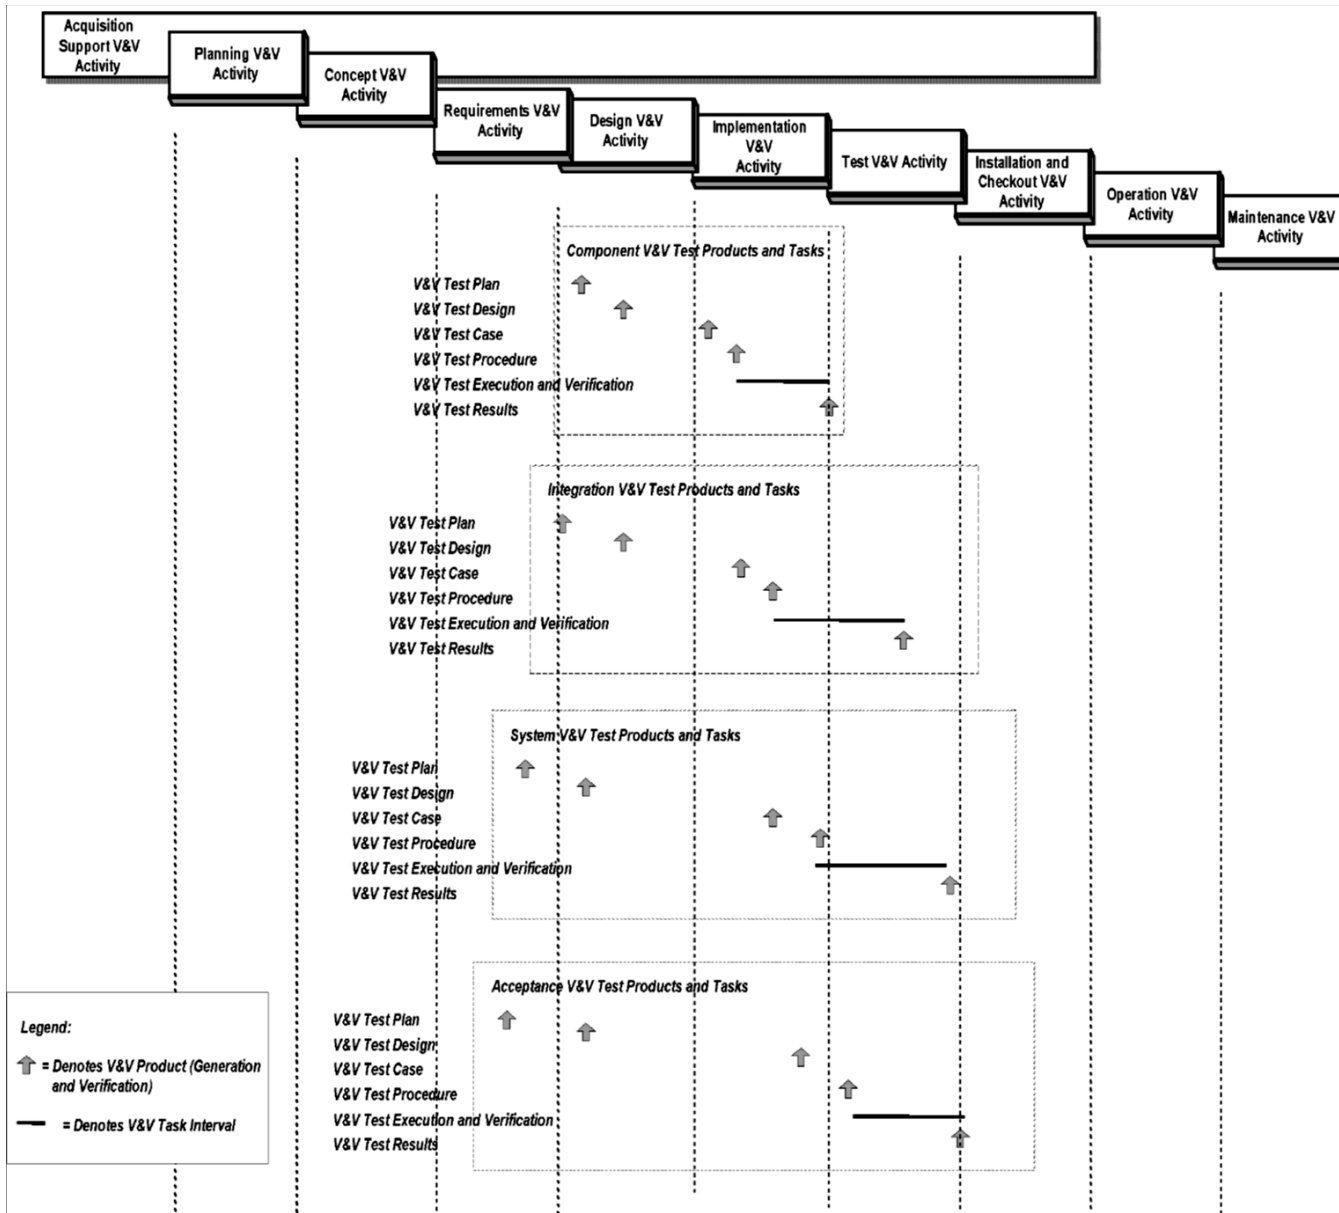 Acquisition
Support V&V
Activity
Planning V&V
Activity
Concept V&V
Activity
Requirements V&V
Activity
Design V&V
Activity
Implementation
V&V
Activity
Test V&V Activity
Installation and
Checkout V&V
Activity
Operation V&V
Activity
Maintenance V&V
Activity
Component V&V Test Products and Tasks
V&V Test Plan
V&V Test Design
V&V Test Case
V&V Test Procedure
V&V Test Execution and Verification
V&V Test Results
Integration V&V Test Products and Tasks
V&V Test Plan
V&V Test Design
V&V Test Case
V&V Test Procedure
V&V Test Execution and Verification
V&V Test Results
System V&V Test Products and Tasks
V&V Test Plan
V&V Test Design
V&V Test Case
V&V Test Procedure
V&V Test Execution and Verification
V&V Test Results
Acceptance V&V Test Products and Tasks
V&V Test Plan
V&V Test Design
V&V Test Case
V&V Test Procedure
V&V Test Execution and Verification
V&V Test Results
Legend:
= Denotes V&V Product (Generation
and Verification)
= Denotes V&V Task Interval